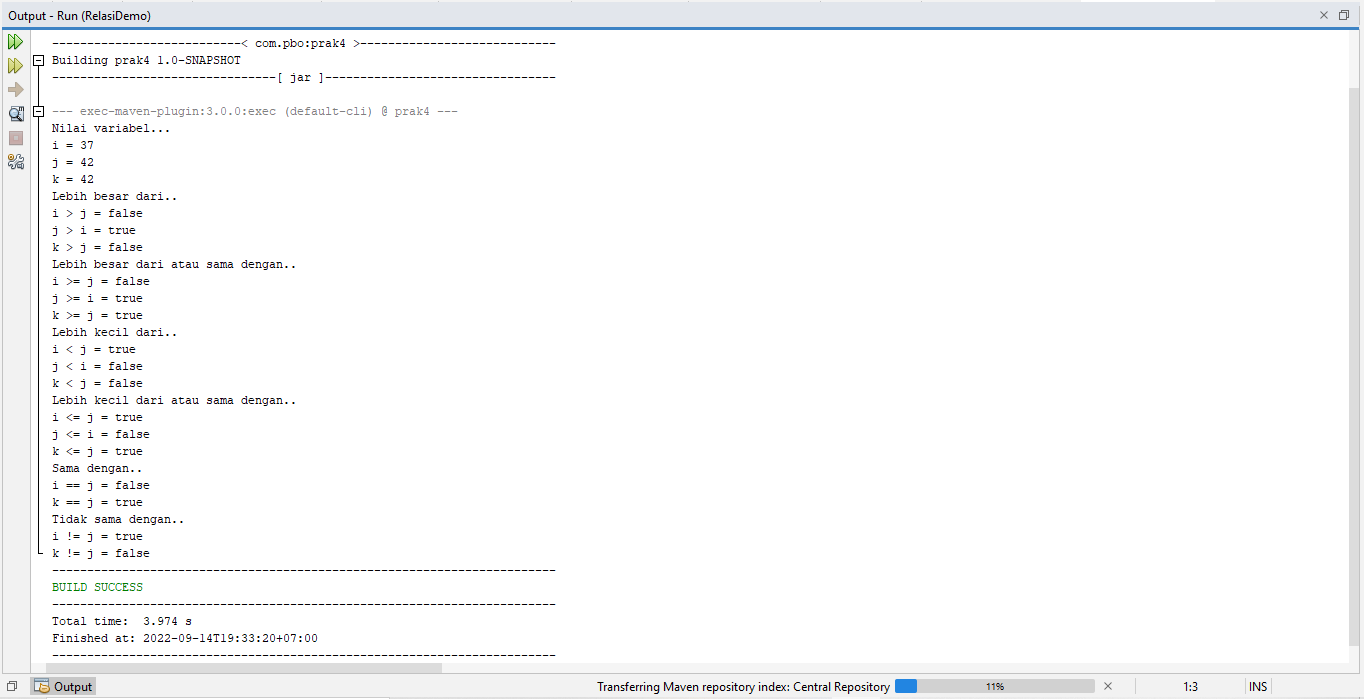 Output - Run (RelasiDemo)
---------------------------< com.pbo:prak4 >----------------------------
Building prak4 1.0-SNAPSHOT
--------------------------------[ jar ]---------------------------------
--- exec-maven-plugin:3.0.0:exec (default-cli) @ prak4 ---
Nilai variabel...
i = 37
j = 42
k = 42
Lebih besar dari..
i > j = false
j > i = true
k > j = false
Lebih besar dari atau sama dengan..
i >= j = false
j >= i = true
k >= j = true
Lebih kecil dari..
i < j = true
j < i = false
k < j = false
Lebih kecil dari atau sama dengan..
i <= j = true
j <= i = false
k <= j = true
Sama dengan..
i == j = false
k == j = true
Tidak sama dengan..
i != j = true
k != j = false
------------------------------------------------------------------------
BUILD SUCCESS
------------------------------------------------------------------------
Total time:  3.974 s
Finished at: 2022-09-14T19:33:20+07:00
------------------------------------------------------------------------
Output Transferring Maven repository index: Central Repository 11% 1:3 INS